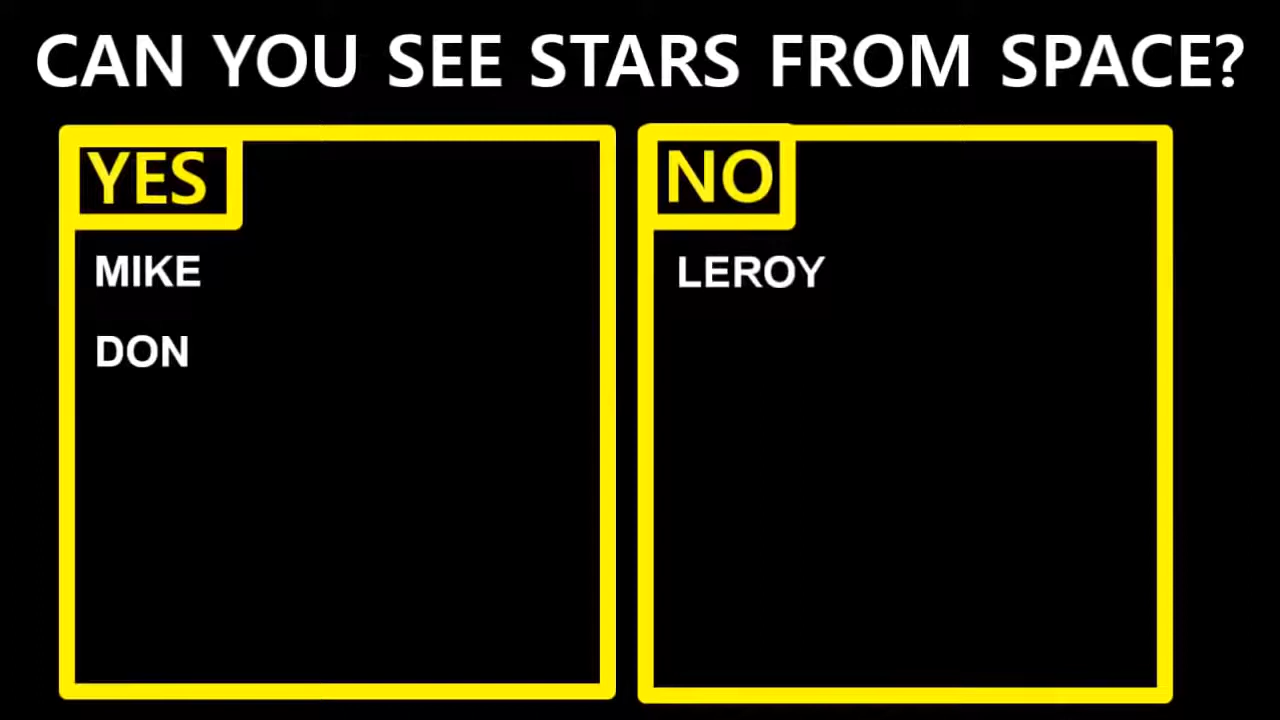 CAN YOU SEE STARS FROM SPACE?
YES
MIKE
DON
NO
LEROY